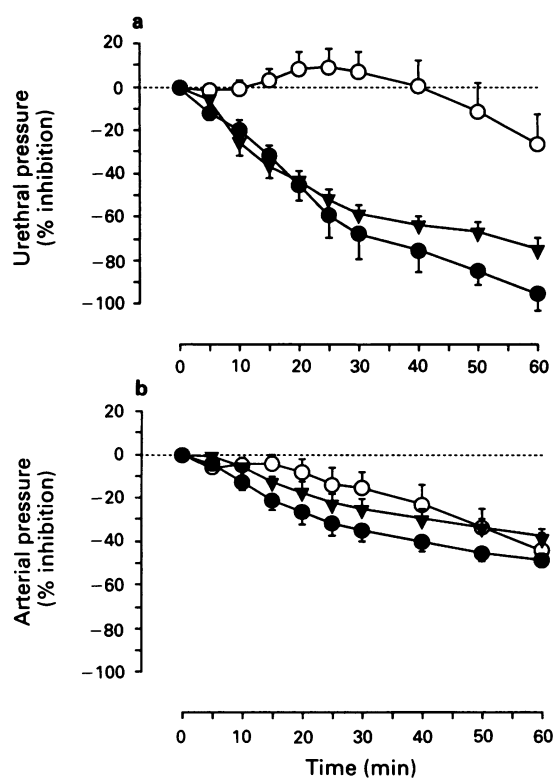 a
20
0
−20
−40
−60
−80
−100
Urethral pressure
(% inhibition)
0 10 20 30 40 50 60
b
20
0
−20
−40
−60
−80
−100
Arterial pressure
(% inhibition)
0 10 20 30 40 50 60
Time (min)